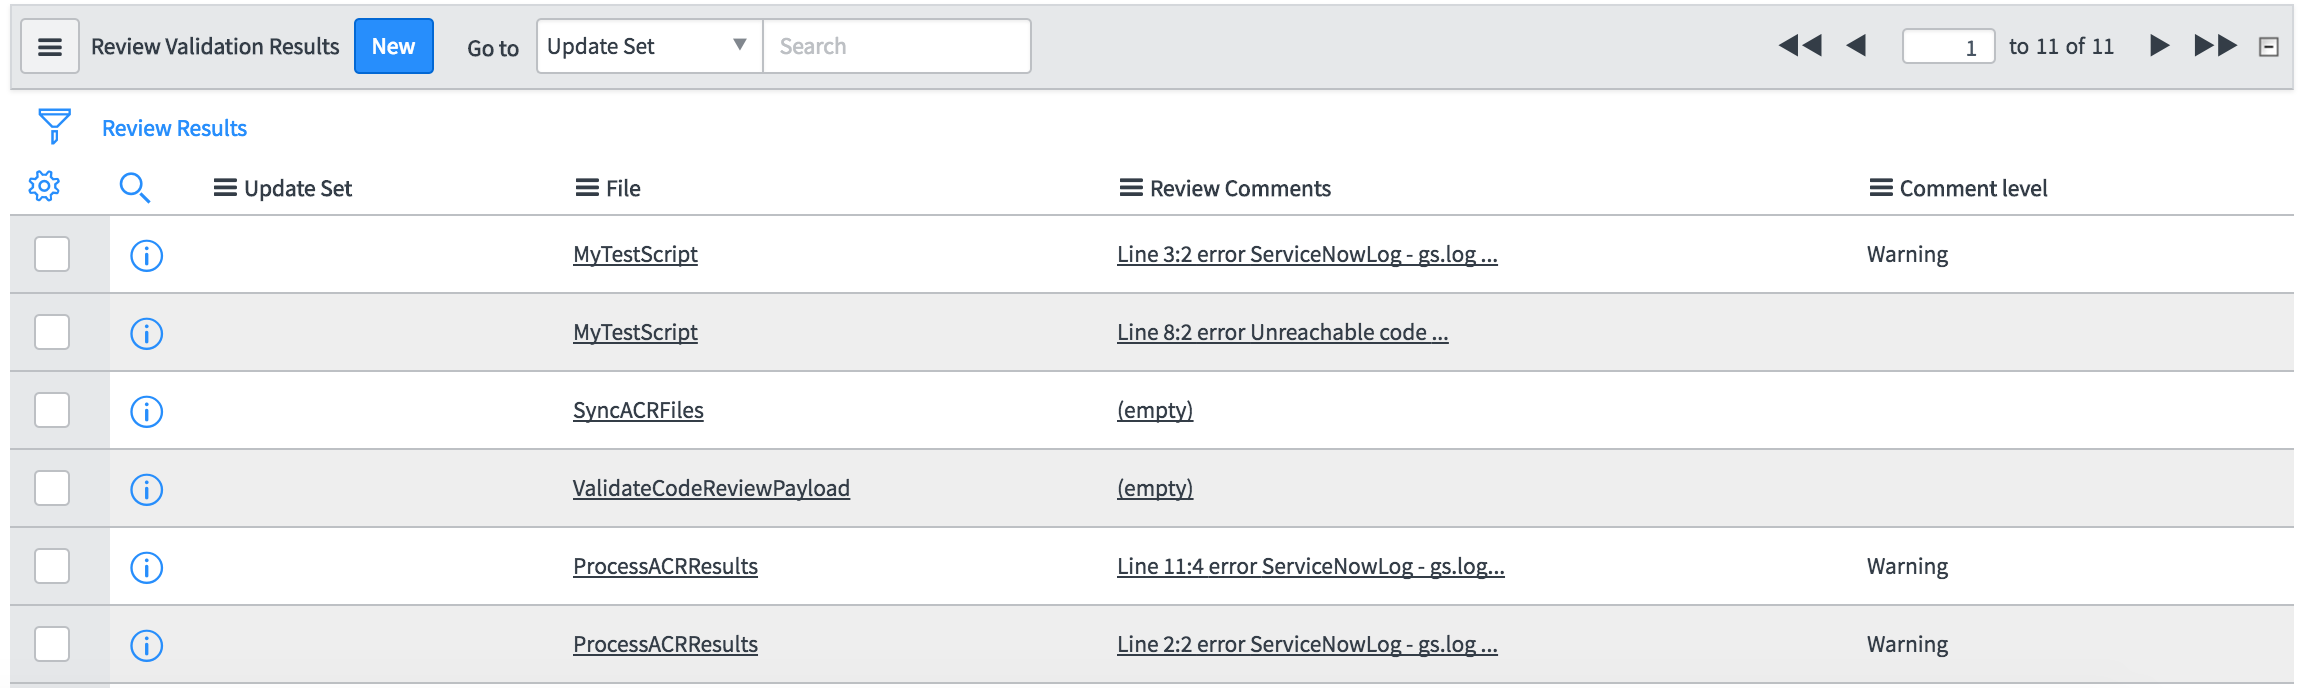 Review Validation Results New Go to Update Set Search 1 to 11 of 11
Review Results
Update Set File Review Comments Comment level
MyTestScript Line 3:2 error ServiceNowLog - gs.log ... Warning
MyTestScript Line 8:2 error Unreachable code ...
SyncACRFiles (empty)
ValidateCodeReviewPayload (empty)
ProcessACRResults Line 11:4 error ServiceNowLog - gs.log... Warning
ProcessACRResults Line 2:2 error ServiceNowLog - gs.log ... Warning